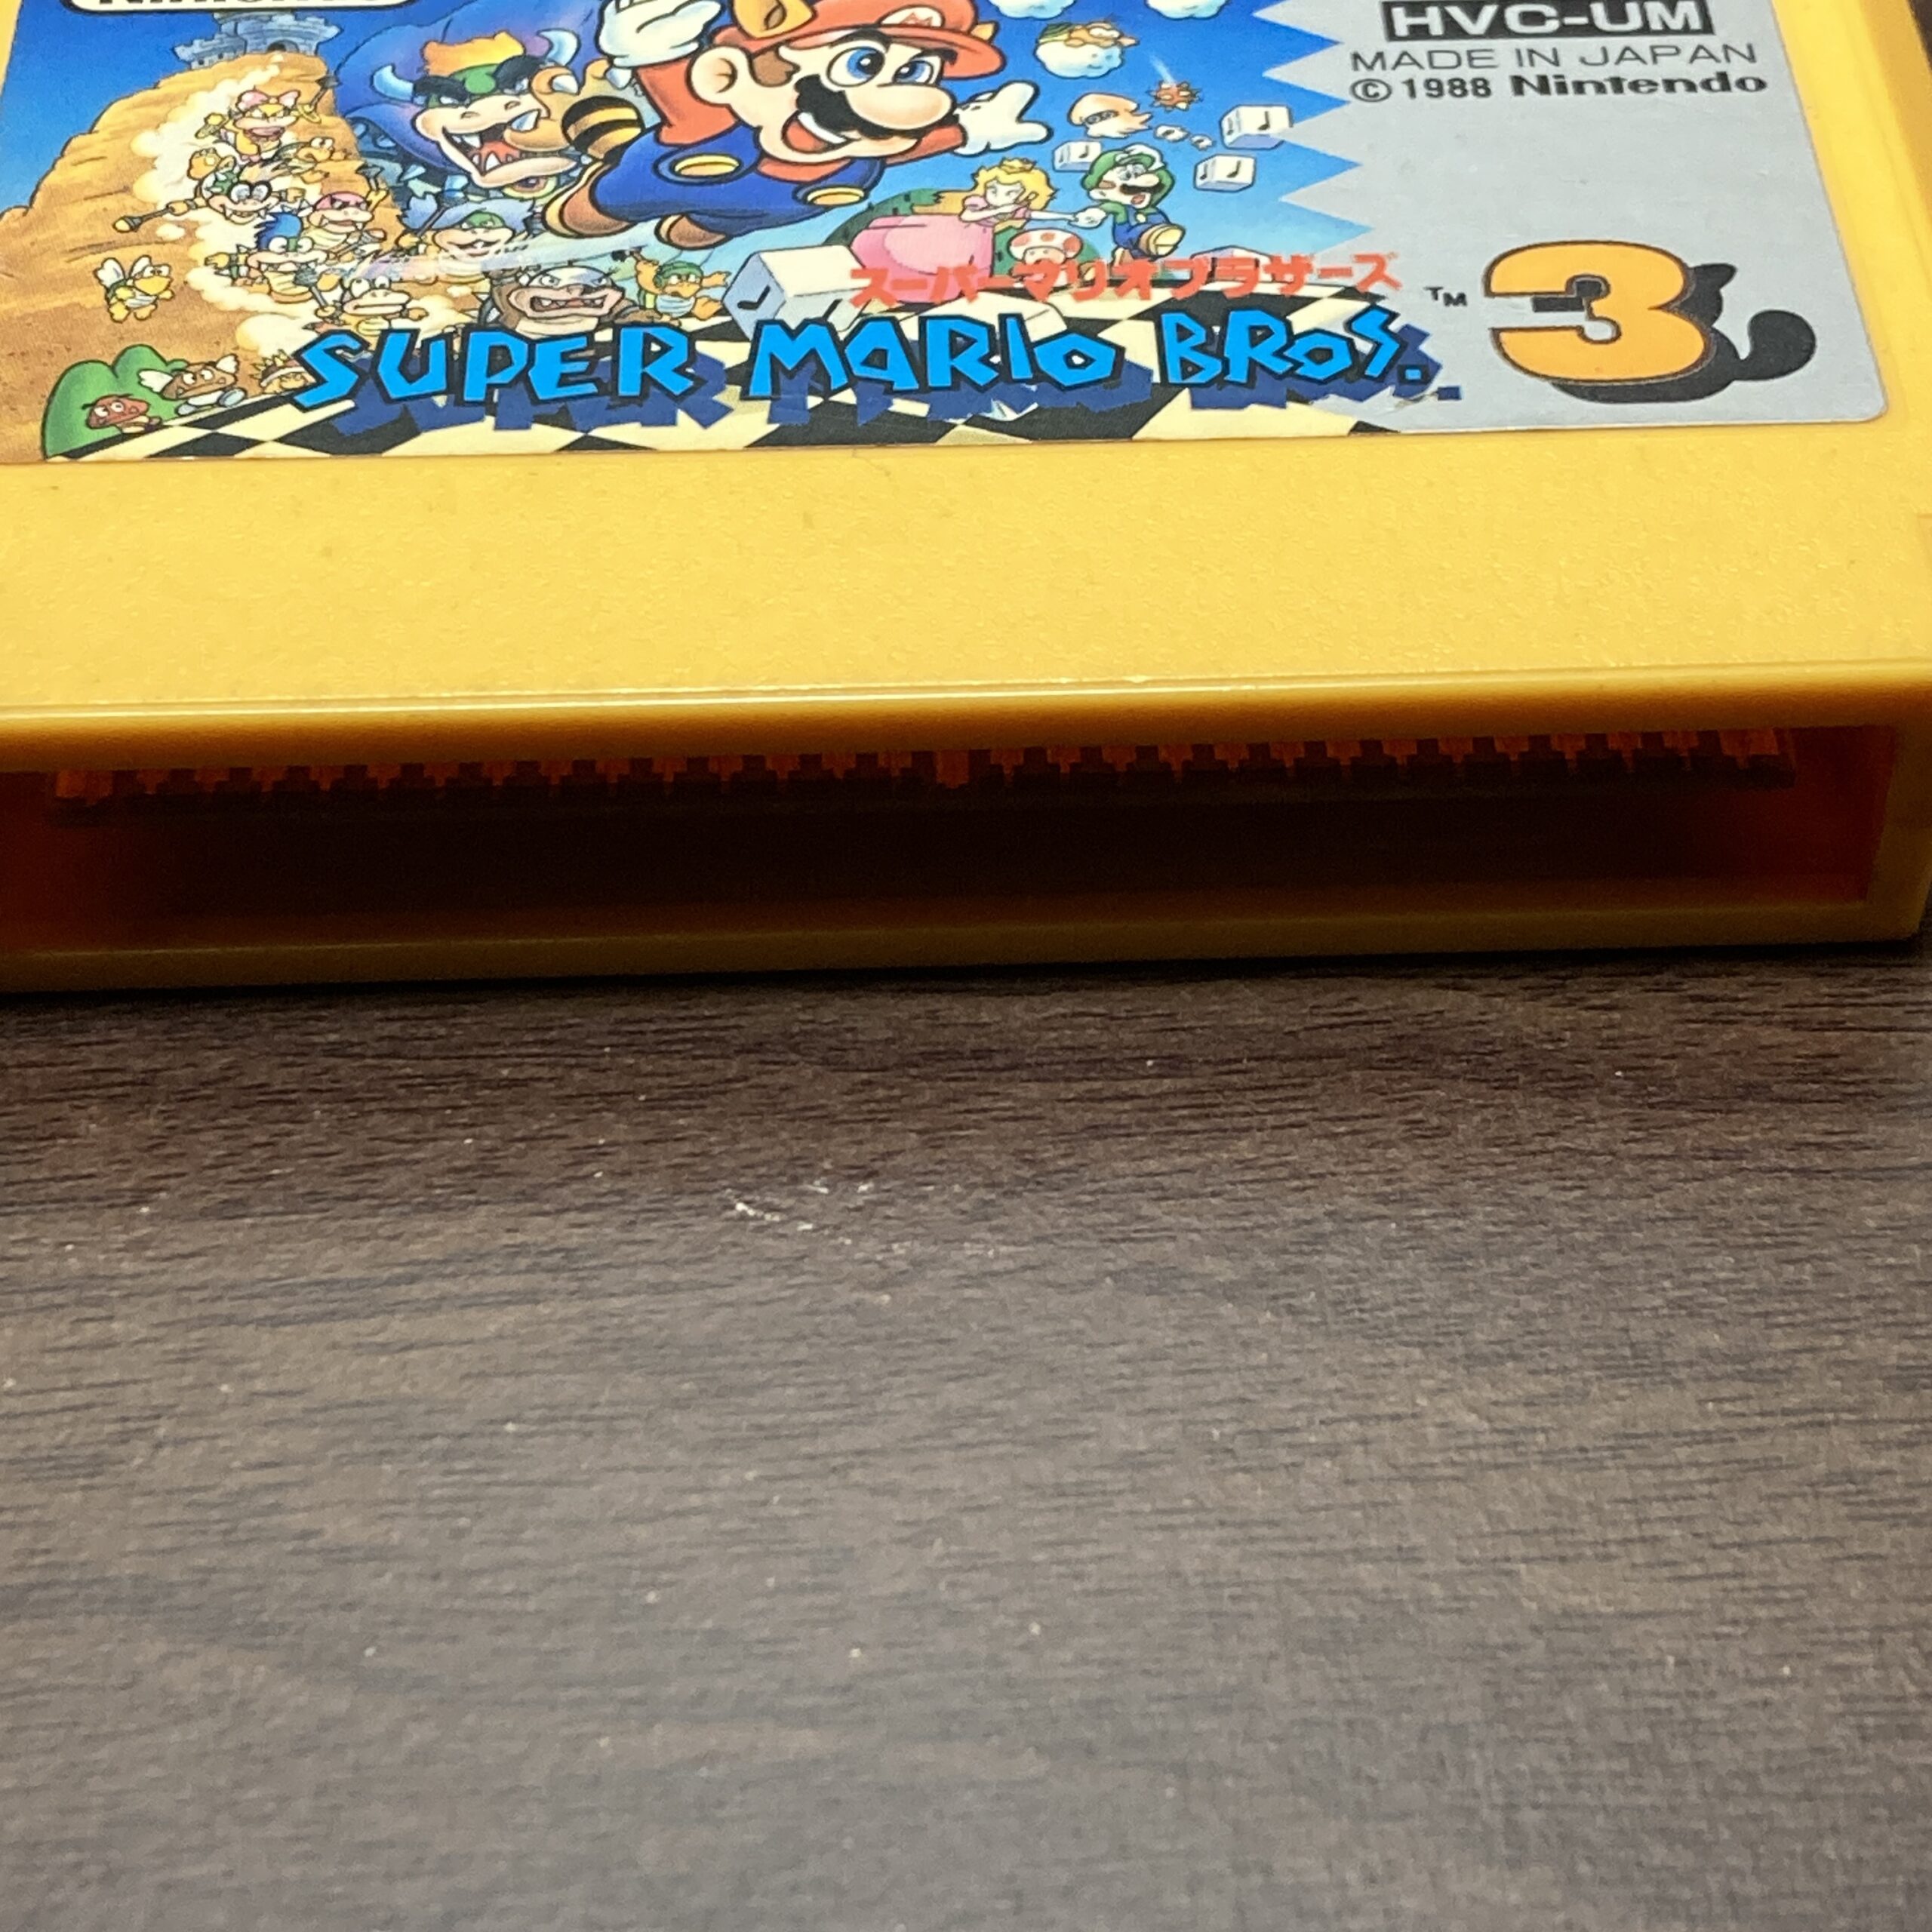 Nintendo
HVC-UM
MADE IN JAPAN
© 1988 Nintendo
スーパーマリオブラザーズ
SUPER MARIO BROS.™ 3